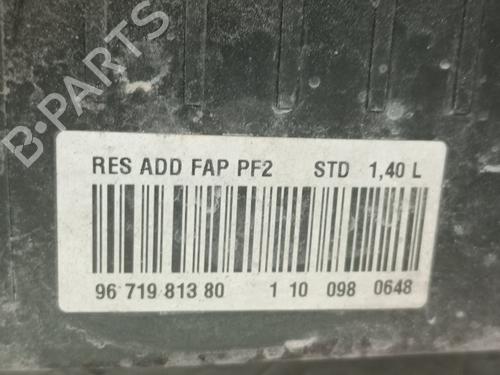 B-PARTS
RES ADD FAP PF2 STD 1,40 L
96 719 813 80 1 10 098 0648